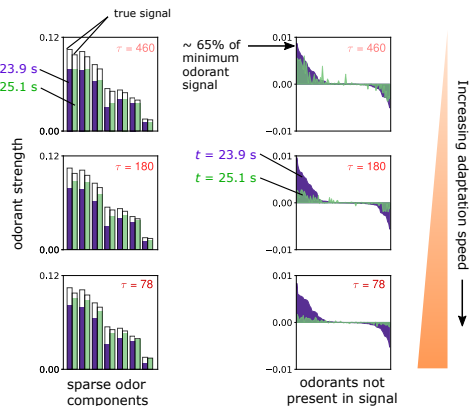 true signal
0.12
τ = 460
23.9 s
25.1 s
0.00
0.12
τ = 180
0.00
0.12
τ = 78
0.00
odorant strength
sparse odor
components
~ 65% of
minimum
odorant
signal
0.01
τ = 460
0.00
−0.01
t = 23.9 s
t = 25.1 s
0.01
τ = 180
0.00
−0.01
0.01
τ = 78
0.00
−0.01
odorants not
present in signal
Increasing adaptation speed